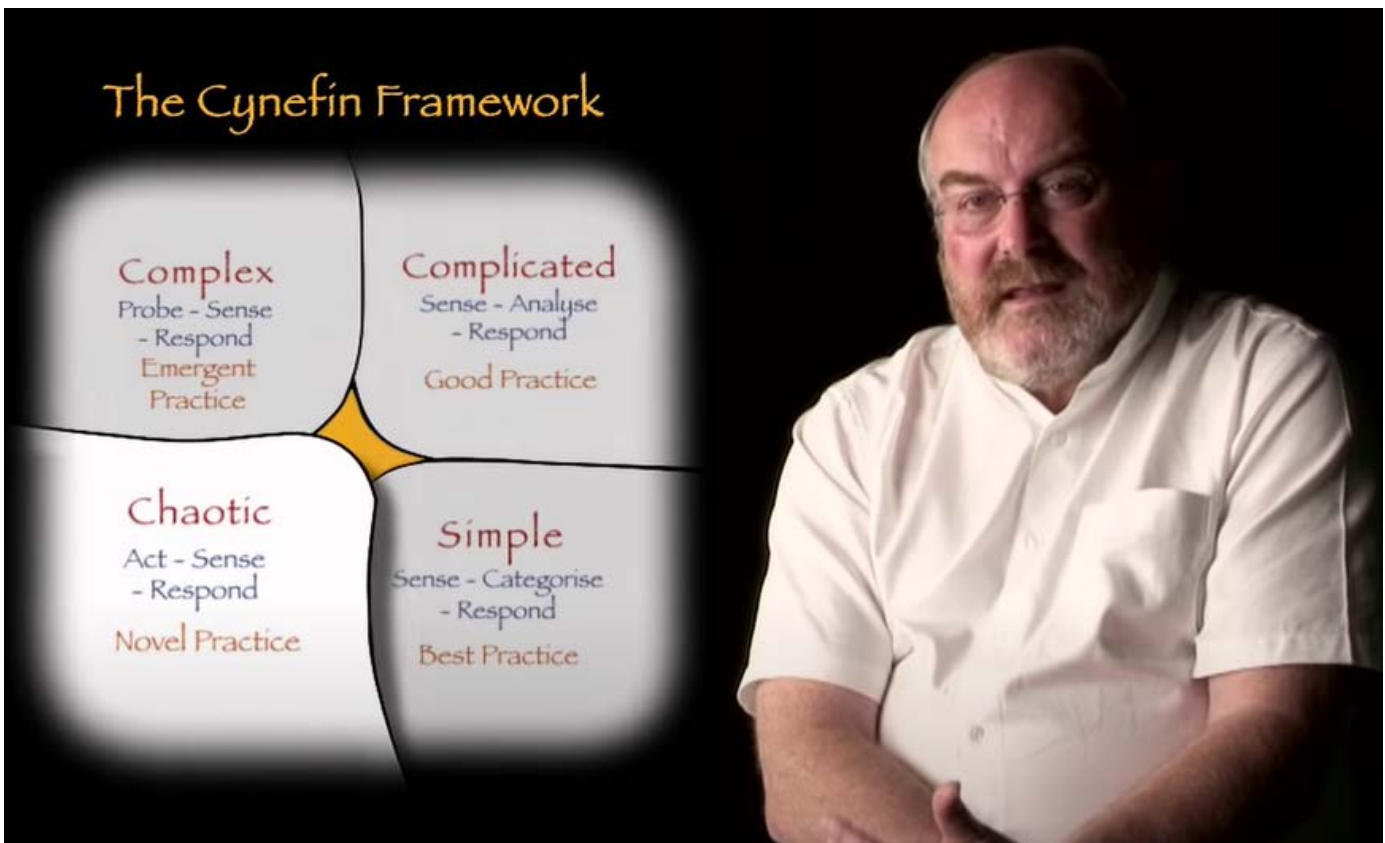 The Cynefin Framework
Complex
Probe - Sense
- Respond
Emergent
Practice
Complicated
Sense - Analyse
- Respond
Good Practice
Chaotic
Act - Sense
- Respond
Novel Practice
Simple
Sense - Categorise
- Respond
Best Practice